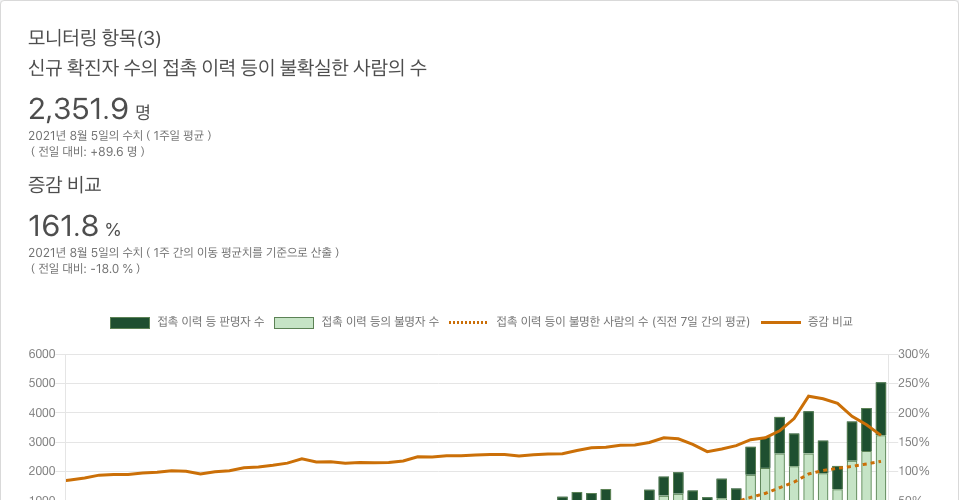 모니터링 항목(3)
신규 확진자 수의 접촉 이력 등이 불확실한 사람의 수
2,351.9 명
2021년 8월 5일의 수치 ( 1주일 평균 )
( 전일 대비: +89.6 명 )
증감 비교
161.8 %
2021년 8월 5일의 수치 ( 1주 간의 이동 평균치를 기준으로 산출 )
( 전일 대비: -18.0 % )
접촉 이력 등 판명자 수 접촉 이력 등의 불명자 수 접촉 이력 등이 불명한 사람의 수 (직전 7일 간의 평균) 증감 비교
6000 300%
5000 250%
4000 200%
3000 150%
2000 100%
1000 50%